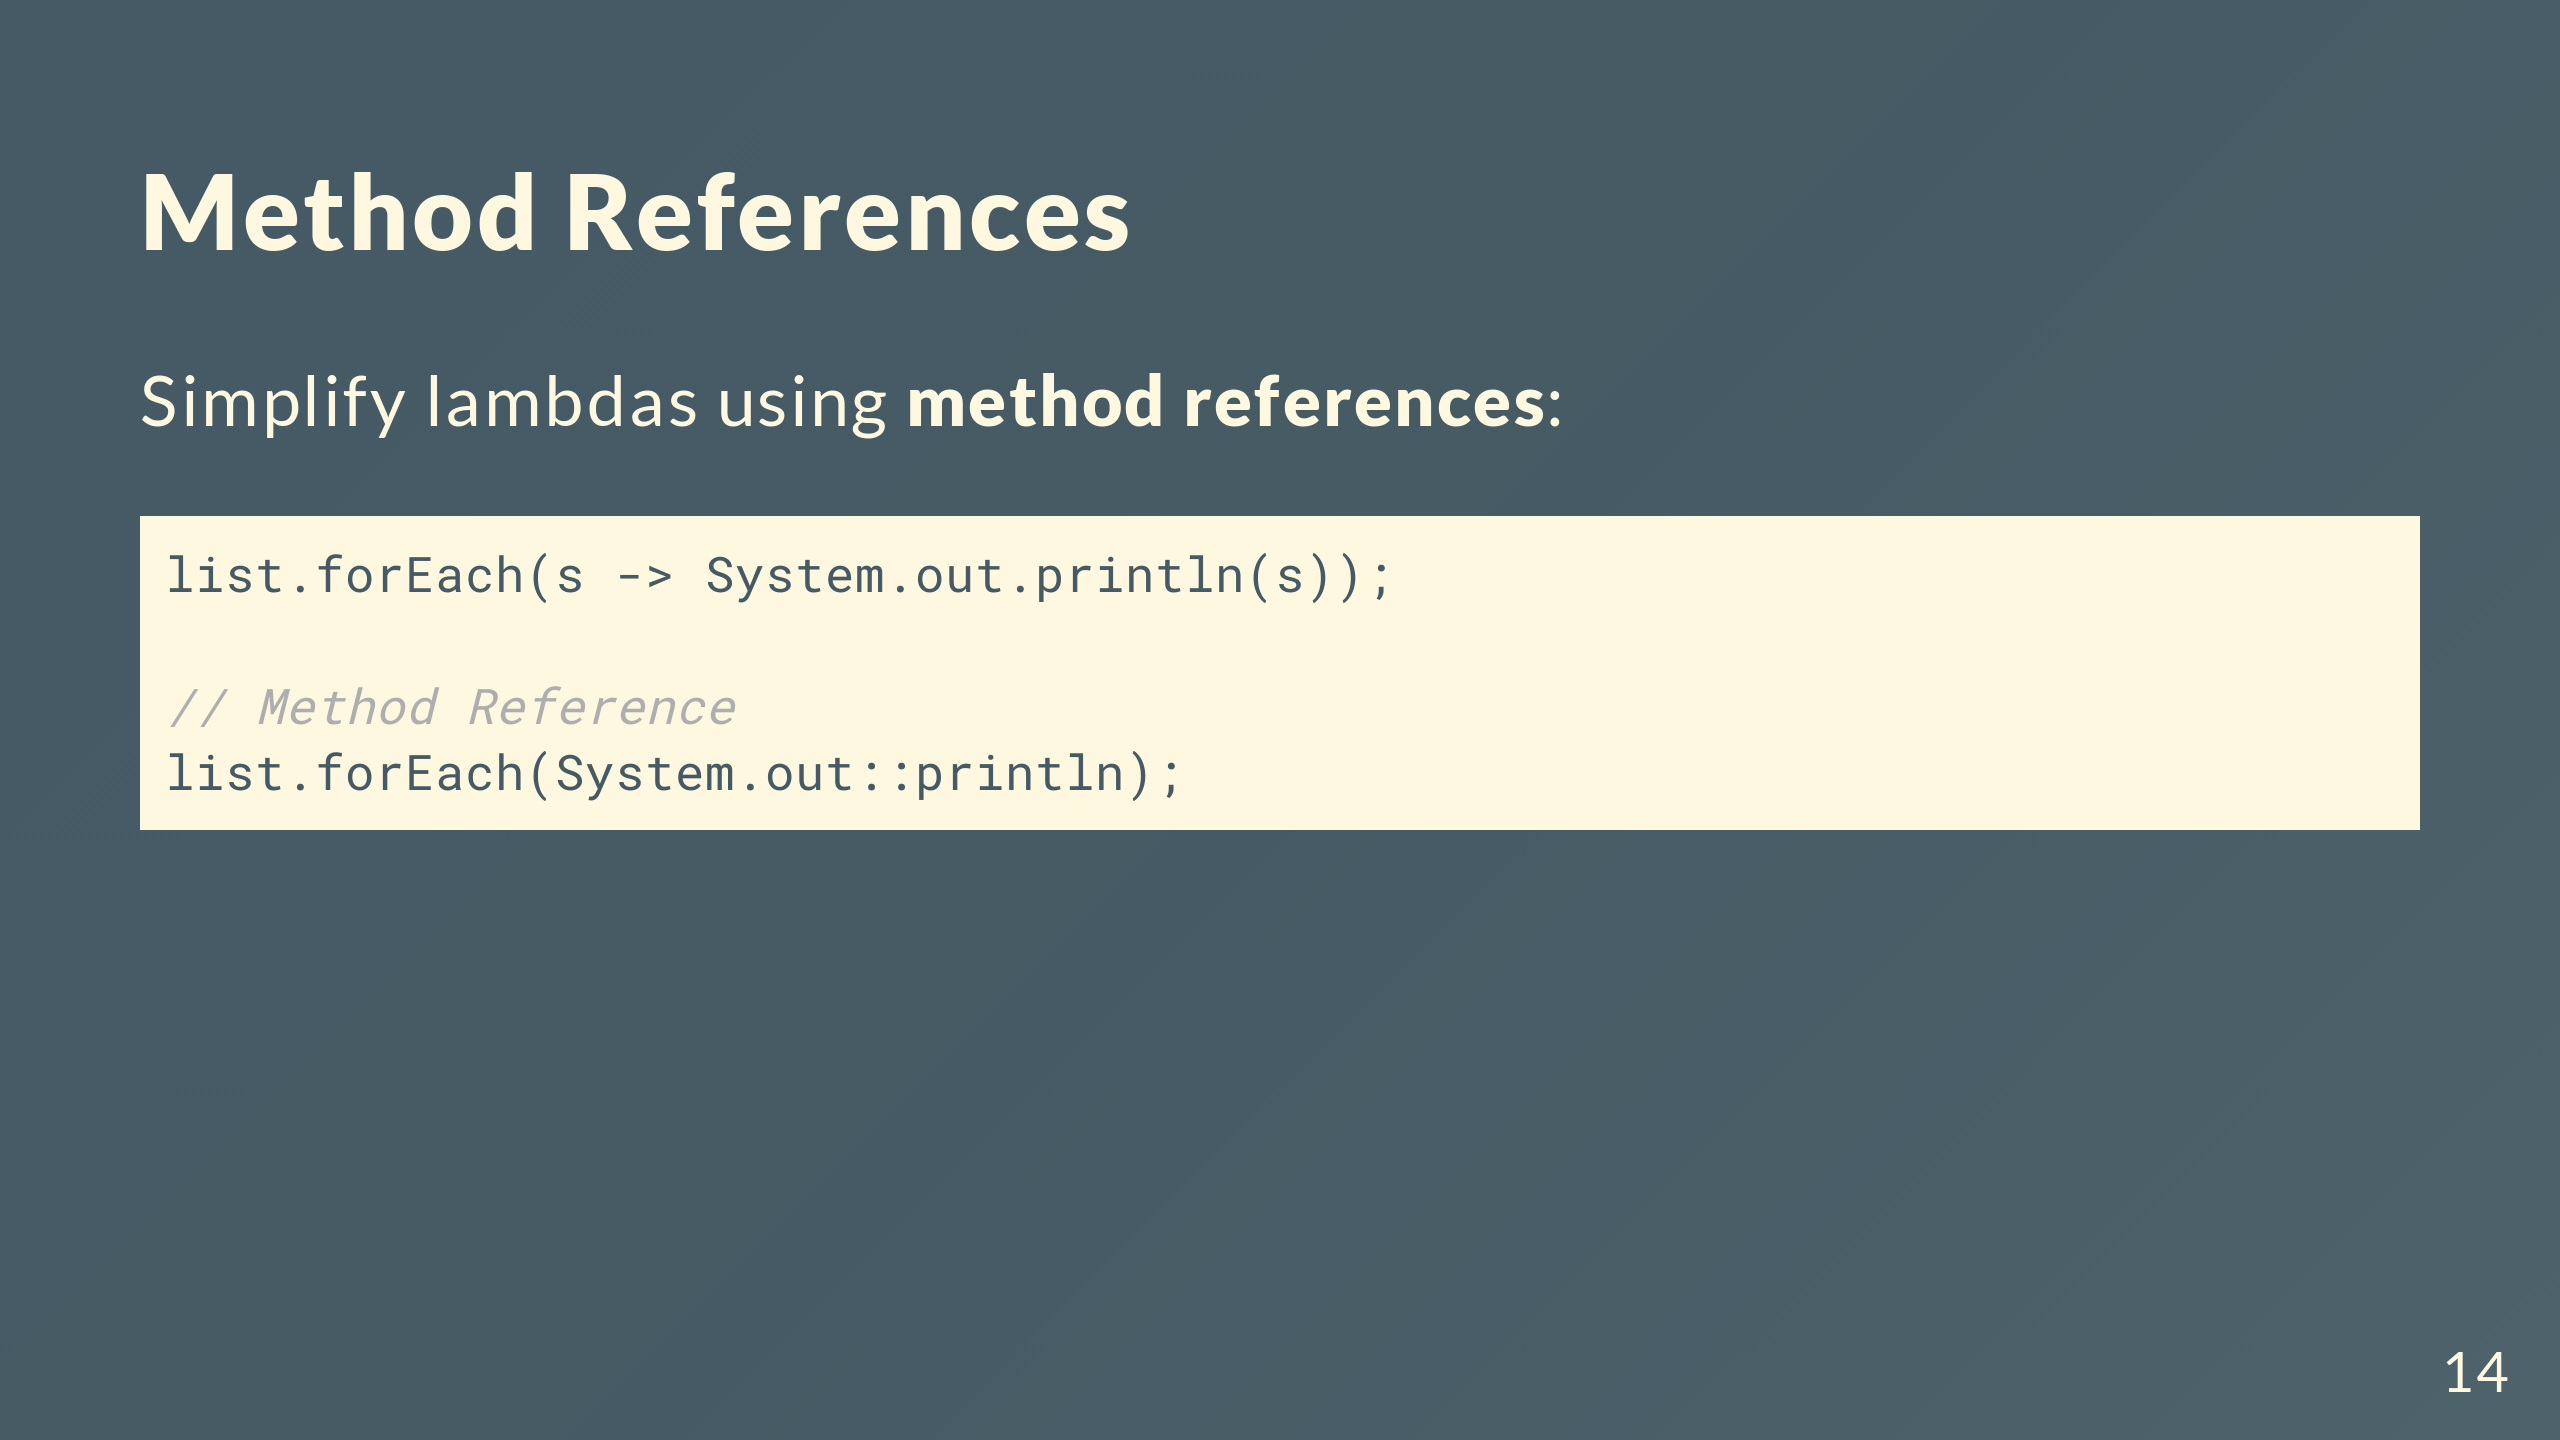 Method References
Simplify lambdas using method references:
list.forEach(s -> System.out.println(s));
// Method Reference
list.forEach(System.out::println);
14